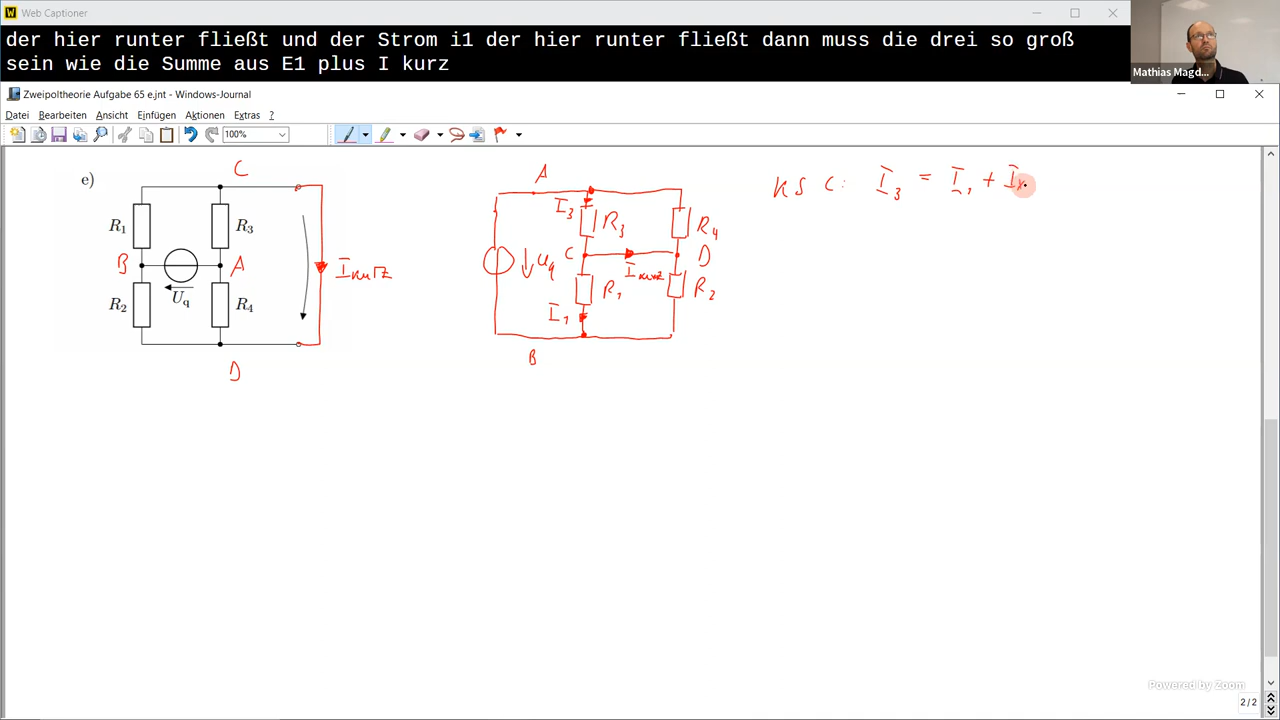 Web Captioner
der hier runter fließt und der Strom i1 der hier runter fließt dann muss die drei so groß
sein wie die Summe aus E1 plus I kurz
Mathias Magd...
Zweipoltheorie Aufgabe 65 e.jnt - Windows-Journal
Datei Bearbeiten Ansicht Einfügen Aktionen Extras ?
100%
e)
C
R1 R3
B A
Uq
R2 R4
D
Ikurz
A
I3 R3 R4
Uq C Ikurz D
R1 R2
I1
B
KS C: I3 = I1 + Ik
Powered by Zoom
2/2